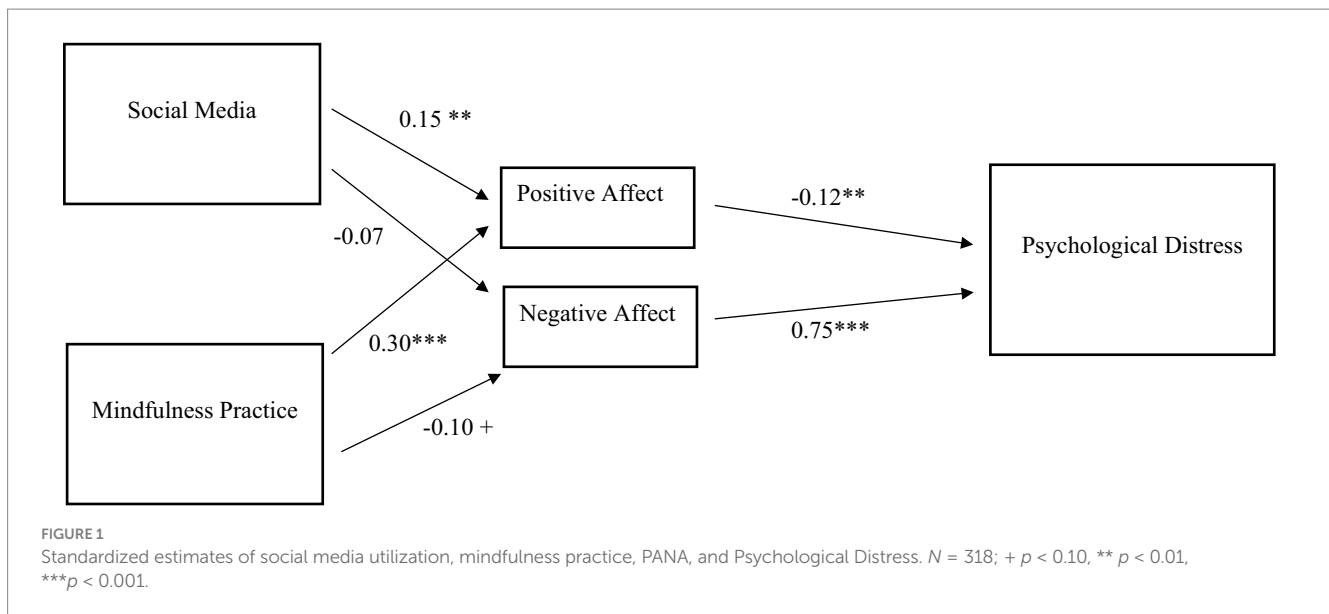 Social Media
0.15 **
Positive Affect
-0.12**
-0.07
Psychological Distress
Negative Affect
0.30***
0.75***
Mindfulness Practice
-0.10 +
FIGURE 1
Standardized estimates of social media utilization, mindfulness practice, PANA, and Psychological Distress. N = 318; + p < 0.10, ** p < 0.01,
***p < 0.001.